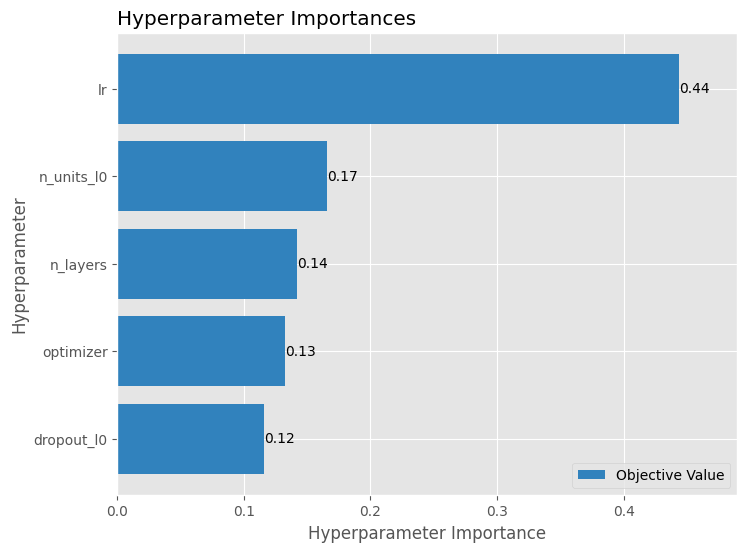 Hyperparameter Importances
lr
0.44
n_units_l0
0.17
n_layers
0.14
optimizer
0.13
dropout_l0
0.12
Hyperparameter
Objective Value
0.0 0.1 0.2 0.3 0.4
Hyperparameter Importance